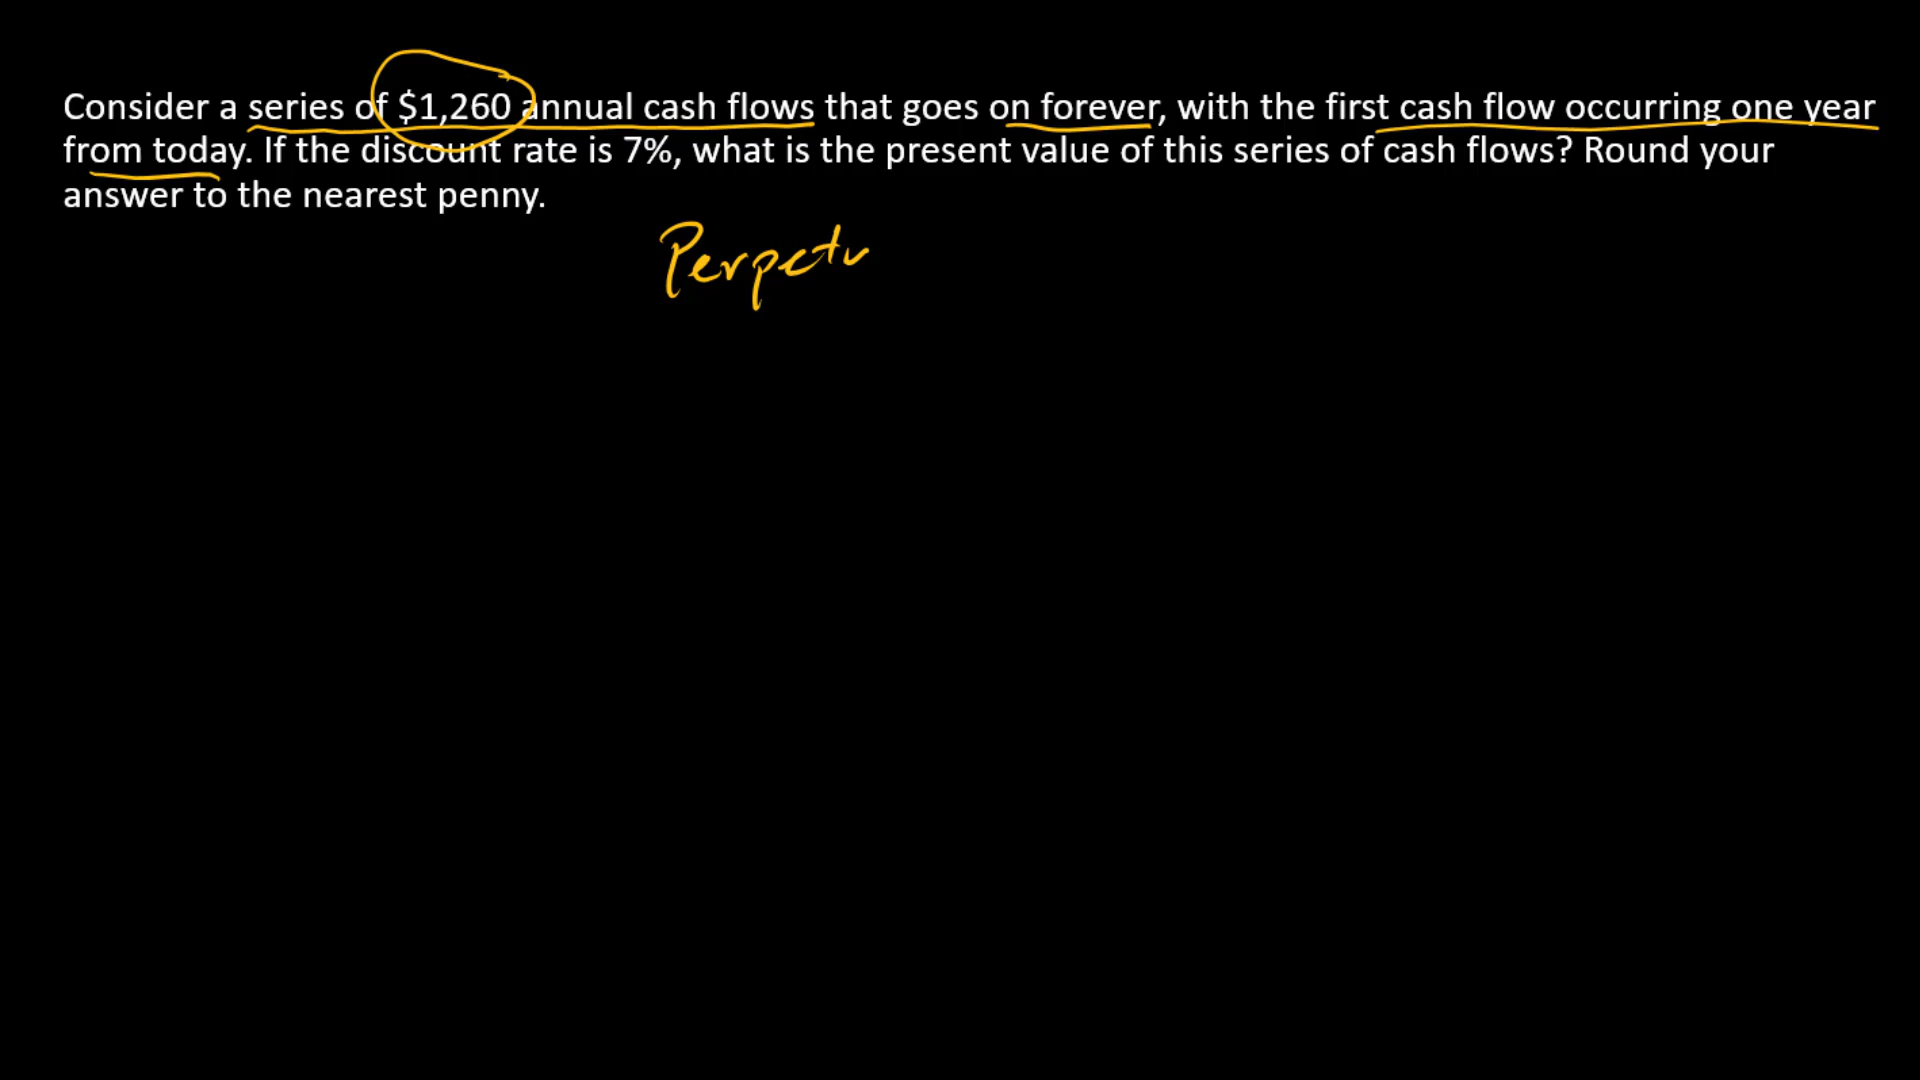 Consider a series of $1,260 annual cash flows that goes on forever, with the first cash flow occurring one year
from today. If the discount rate is 7%, what is the present value of this series of cash flows? Round your
answer to the nearest penny.
Perpetu